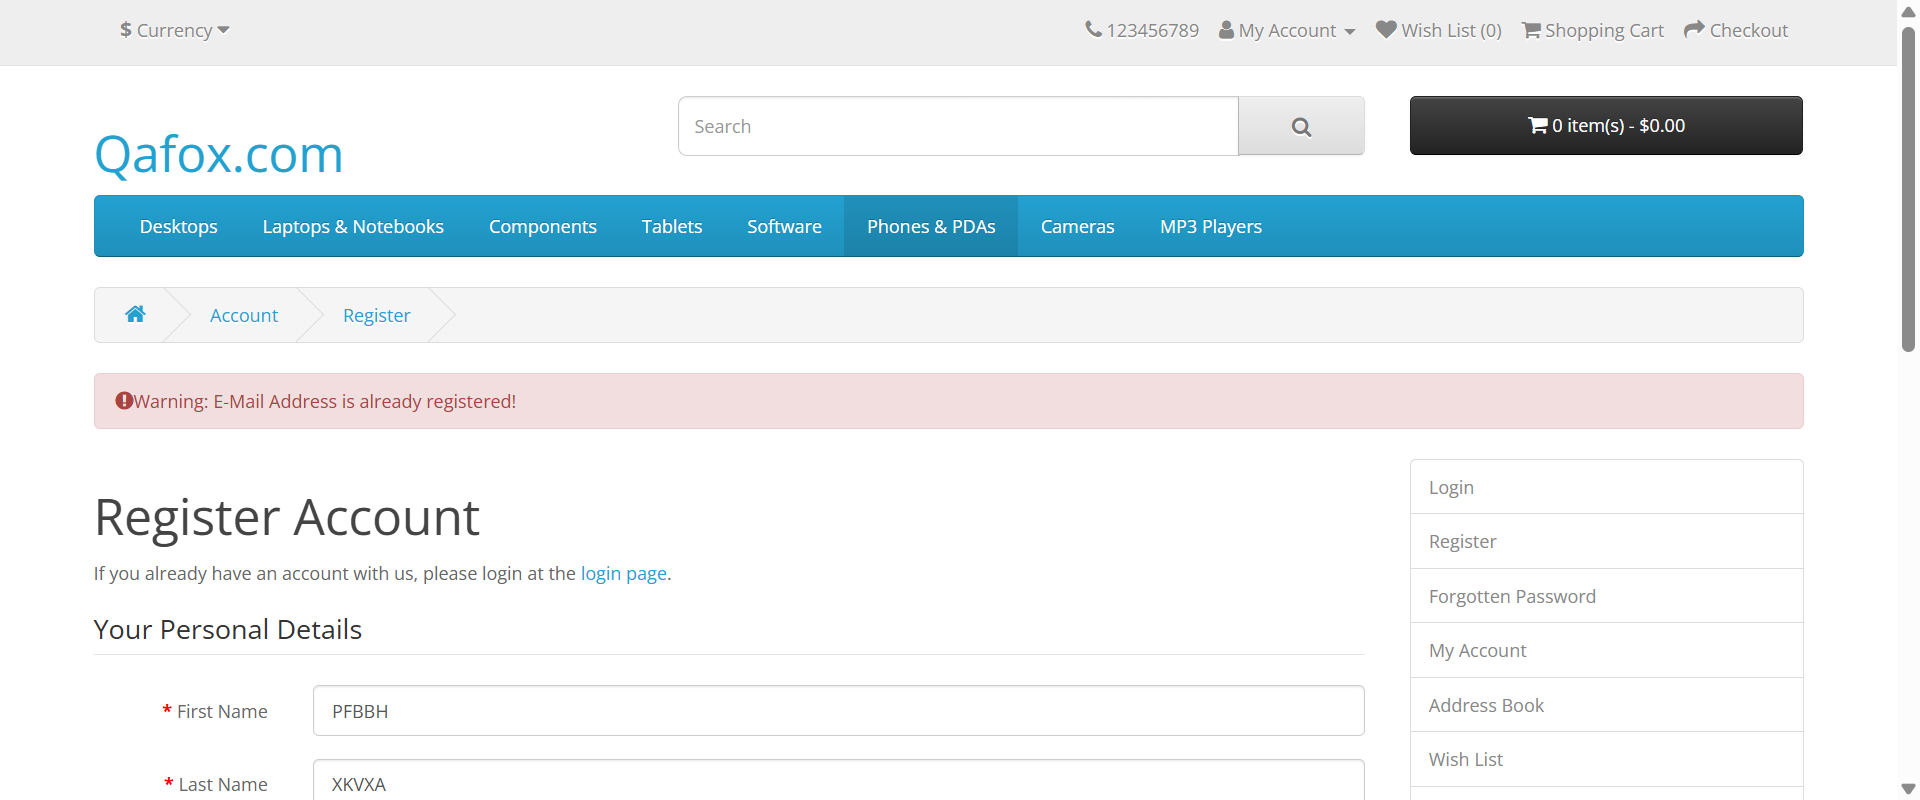 $ Currency
123456789 My Account Wish List (0) Shopping Cart Checkout
Qafox.com
Search
0 item(s) - $0.00
Desktops Laptops & Notebooks Components Tablets Software Phones & PDAs Cameras MP3 Players
Account Register
Warning: E-Mail Address is already registered!
Register Account
If you already have an account with us, please login at the login page.
Your Personal Details
* First Name PFBBH
* Last Name XKVXA
Login
Register
Forgotten Password
My Account
Address Book
Wish List